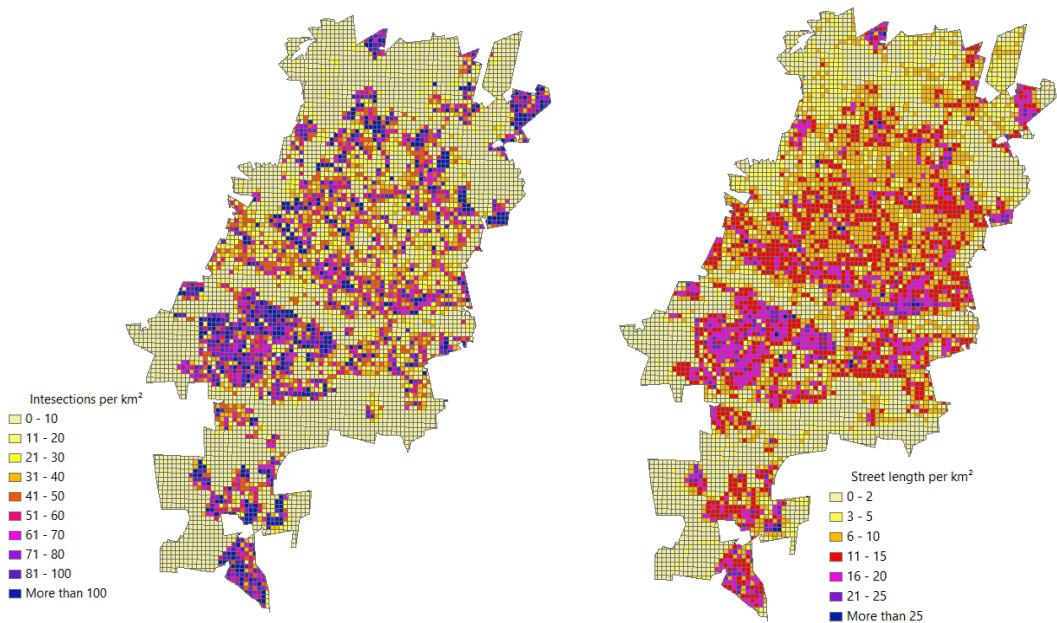 Intesections per km²
0 - 10
11 - 20
21 - 30
31 - 40
41 - 50
51 - 60
61 - 70
71 - 80
81 - 100
More than 100
Street length per km²
0 - 2
3 - 5
6 - 10
11 - 15
16 - 20
21 - 25
More than 25